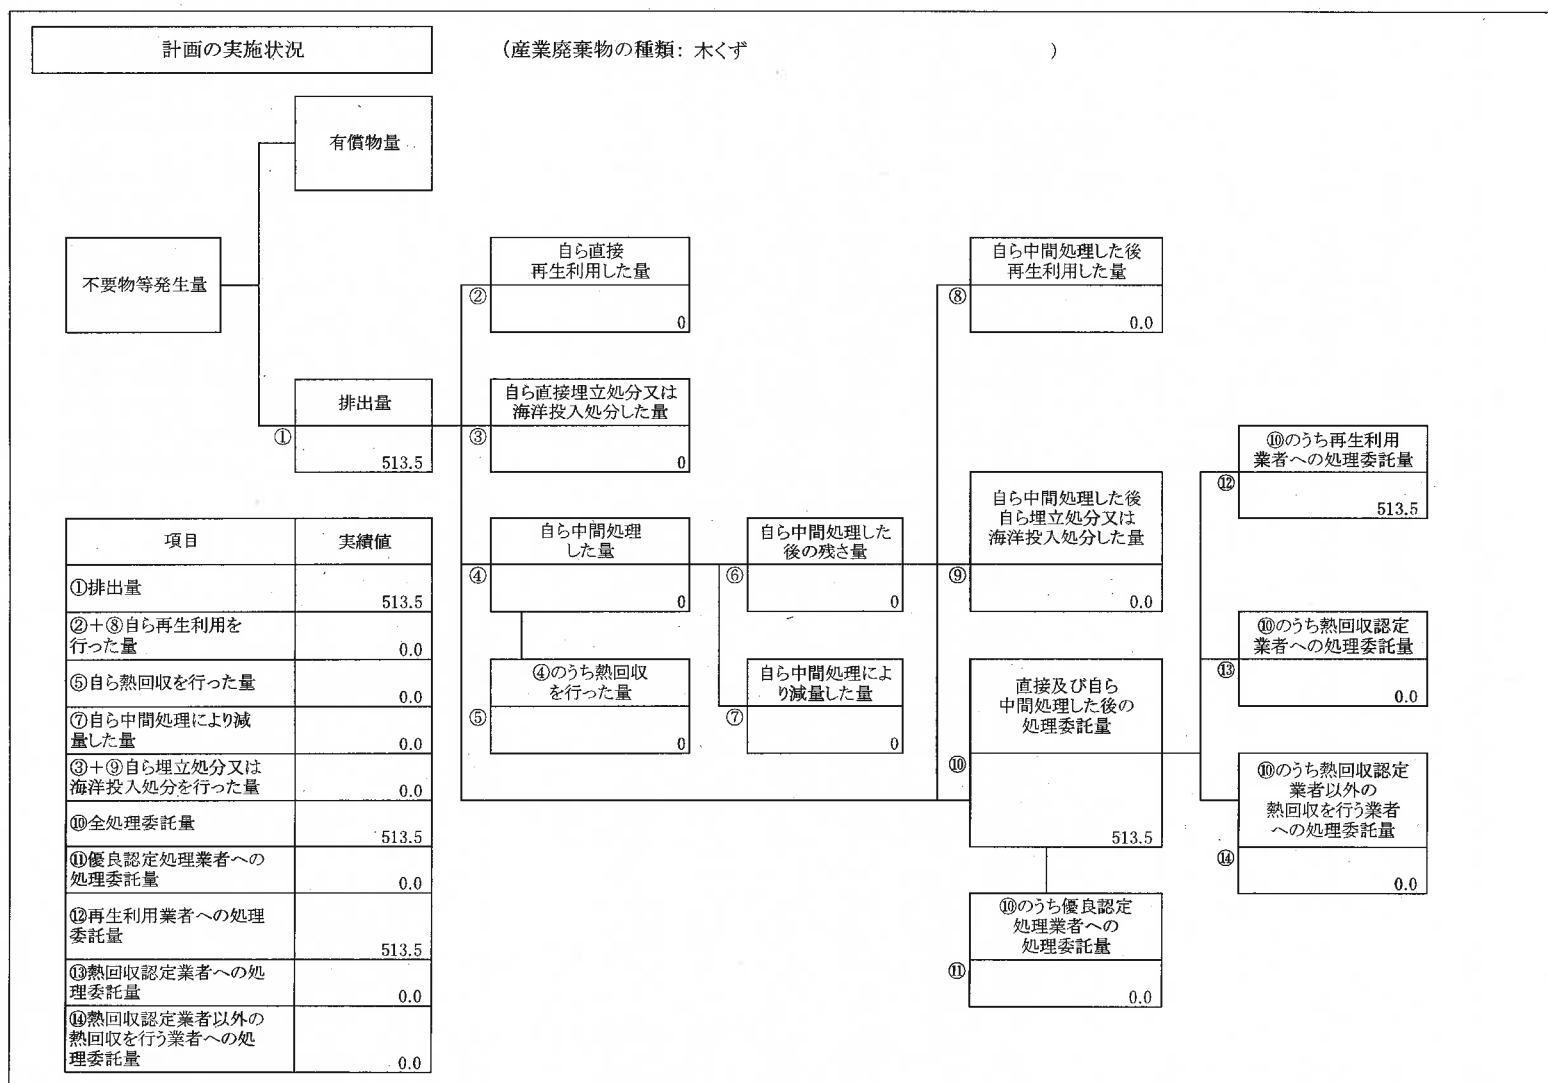 計画の実施状況
(産業廃棄物の種類: 木くず )
有償物量
不要物等発生量
排出量
①
513.5
自ら直接
再生利用した量
②
0
自ら直接埋立処分又は
海洋投入処分した量
③
0
自ら中間処理
した量
④
0
④のうち熱回収
を行った量
⑤
0
自ら中間処理した
後の残さ量
⑥
0
自ら中間処理によ
り減量した量
⑦
0
自ら中間処理した後
再生利用した量
⑧
0.0
自ら中間処理した後
自ら埋立処分又は
海洋投入処分した量
⑨
0.0
直接及び自ら
中間処理した後の
処理委託量
⑩
513.5
⑩のうち優良認定
処理業者への
処理委託量
⑪
0.0
⑩のうち再生利用
業者への処理委託量
⑫
513.5
⑩のうち熱回収認定
業者への処理委託量
⑬
0.0
⑩のうち熱回収認定
業者以外の
熱回収を行う業者
への処理委託量
⑭
0.0
項目 実績値
①排出量
513.5
②+⑧自ら再生利用を
行った量 0.0
⑤自ら熱回収を行った量
0.0
⑦自ら中間処理により減
量した量 0.0
③+⑨自ら埋立処分又は
海洋投入処分を行った量 0.0
⑩全処理委託量
513.5
⑪優良認定処理業者への
処理委託量 0.0
⑫再生利用業者への処理
委託量
513.5
⑬熱回収認定業者への処
理委託量 0.0
⑭熱回収認定業者以外の
熱回収を行う業者への処
理委託量 0.0